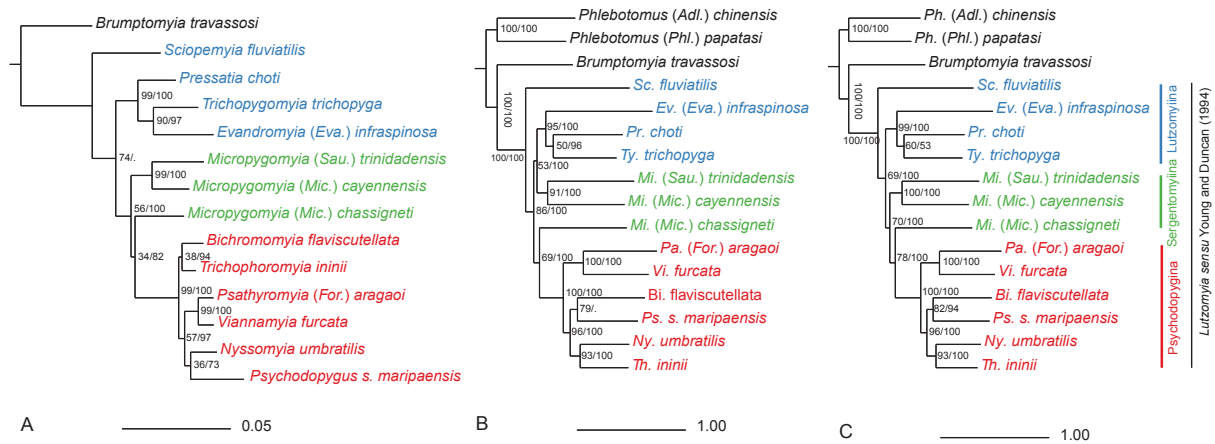 Brumptomyia travassosi
Sciopemyia fluviatilis
Pressatia choti
99/100
Trichopygomyia trichopyga
90/97
Evandromyia (Eva.) infraspinosa
74/.
Micropygomyia (Sau.) trinidadensis
99/100
Micropygomyia (Mic.) cayennensis
56/100
Micropygomyia (Mic.) chassigneti
Bichromomyia flaviscutellata
34/82
38/94
Trichophoromyia ininii
99/100
Psathyromyia (For.) aragaoi
99/100
Viannamyia furcata
57/97
Nyssomyia umbratilis
36/73
Psychodopygus s. maripaensis
A
0.05
Phlebotomus (Adl.) chinensis
100/100
Phlebotomus (Phl.) papatasi
Brumptomyia travassosi
100/100
Sc. fluviatilis
Ev. (Eva.) infraspinosa
95/100
Pr. choti
50/96
100/100
Ty. trichopyga
53/100
Mi. (Sau.) trinidadensis
91/100
Mi. (Mic.) cayennensis
86/100
Mi. (Mic.) chassigneti
Pa. (For.) aragaoi
69/100
100/100
Vi. furcata
100/100
Bi. flaviscutellata
79/.
Ps. s. maripaensis
96/100
Ny. umbratilis
93/100
Th. ininii
B
1.00
Ph. (Adl.) chinensis
100/100
Ph. (Phl.) papatasi
Brumptomyia travassosi
100/100
Sc. fluviatilis
Ev. (Eva.) infraspinosa
99/100
Pr. choti
100/100
60/53
Ty. trichopyga
69/100
Mi. (Sau.) trinidadensis
100/100
Mi. (Mic.) cayennensis
70/100
Mi. (Mic.) chassigneti
Pa. (For.) aragaoi
78/100
100/100
Vi. furcata
100/100
Bi. flaviscutellata
82/94
Ps. s. maripaensis
96/100
Ny. umbratilis
93/100
Th. ininii
C
1.00
Lutzomyiina
Sergentomyiina
Psychodopygina
Lutzomyia sensu Young and Duncan (1994)